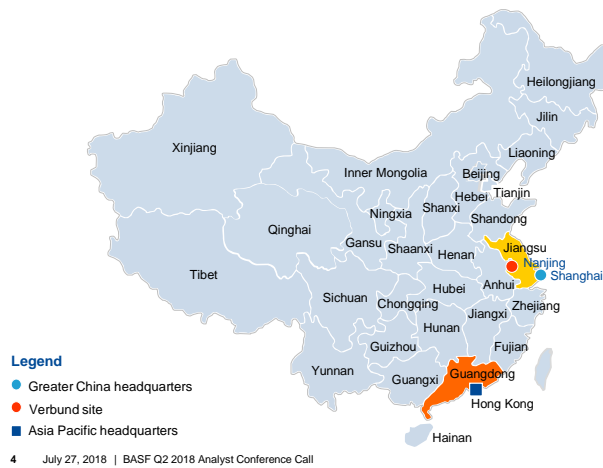 Heilongjiang
Jilin
Liaoning
Xinjiang
Inner Mongolia
Beijing
Tianjin
Hebei
Shanxi
Ningxia
Shandong
Qinghai
Gansu
Shaanxi
Henan
Jiangsu
Nanjing
Shanghai
Tibet
Anhui
Hubei
Zhejiang
Sichuan
Chongqing
Jiangxi
Hunan
Guizhou
Fujian
Yunnan
Guangxi
Guangdong
Hong Kong
Hainan
Legend
Greater China headquarters
Verbund site
Asia Pacific headquarters
4 July 27, 2018 | BASF Q2 2018 Analyst Conference Call